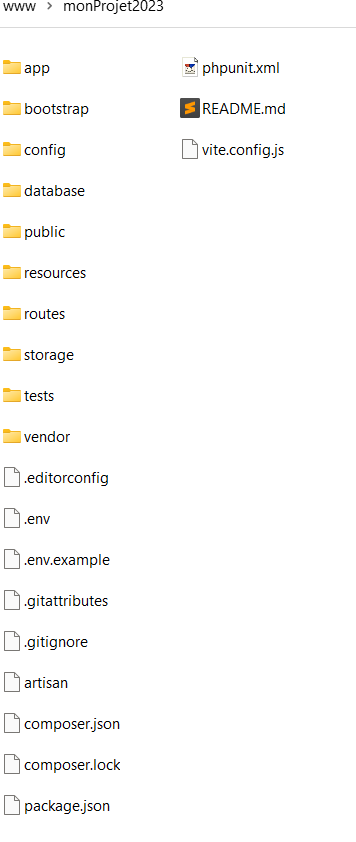 www > monProjet2023
app
bootstrap
config
database
public
resources
routes
storage
tests
vendor
.editorconfig
.env
.env.example
.gitattributes
.gitignore
artisan
composer.json
composer.lock
package.json
phpunit.xml
README.md
vite.config.js